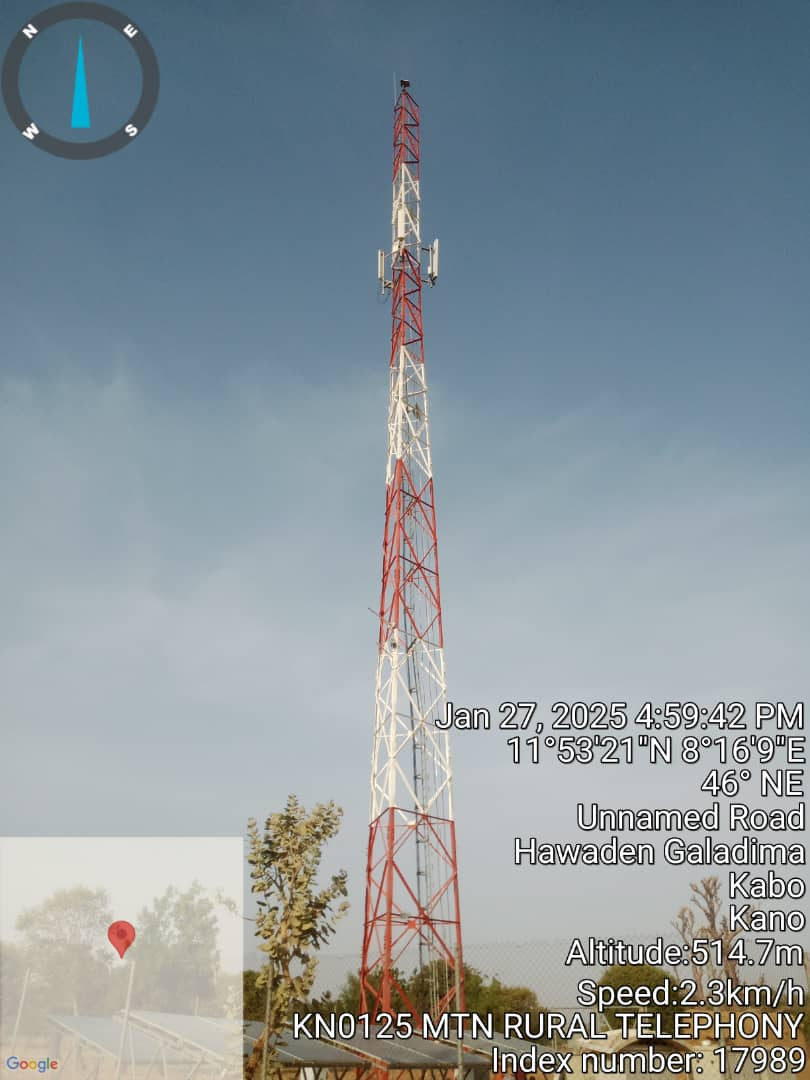 N
E
W
S
Jan 27, 2025 4:59:42 PM
11°53'21"N 8°16'9"E
46° NE
Unnamed Road
Hawaden Galadima
Kabo
Kano
Altitude:514.7m
Speed:2.3km/h
KN0125 MTN RURAL TELEPHONY
Index number: 17989
Google